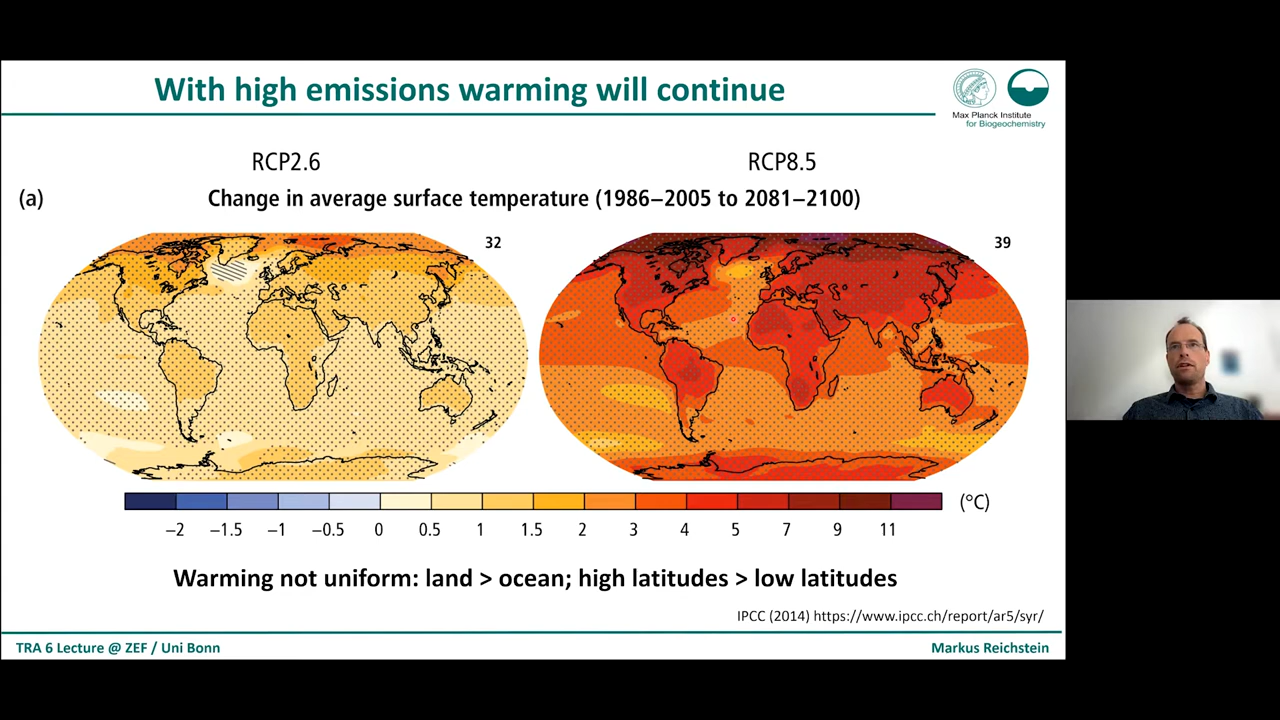 With high emissions warming will continue
Max Planck Institute
for Biogeochemistry
RCP2.6
RCP8.5
(a)
Change in average surface temperature (1986–2005 to 2081–2100)
32
39
−2 −1.5 −1 −0.5 0 0.5 1 1.5 2 3 4 5 7 9 11
(°C)
Warming not uniform: land > ocean; high latitudes > low latitudes
IPCC (2014) https://www.ipcc.ch/report/ar5/syr/
TRA 6 Lecture @ ZEF / Uni Bonn
Markus Reichstein